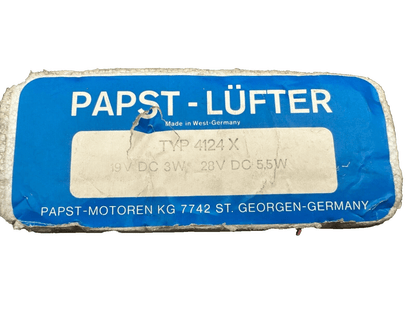 PAPST - LÜFTER
Made in West-Germany
TYP 4124 X
19V DC 3W 28V DC 5.5W
PAPST-MOTOREN KG 7742 ST. GEORGEN-GERMANY